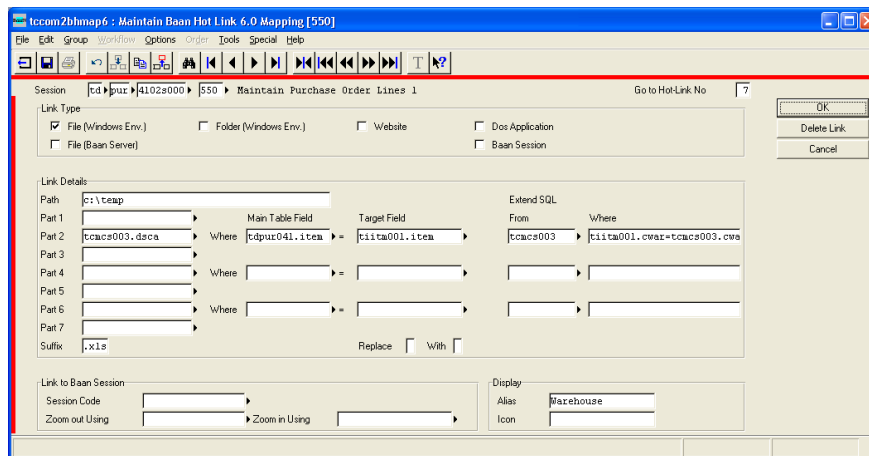 tccom2bhmap6 : Maintain Baan Hot Link 6.0 Mapping [550]
File Edit Group Workflow Options Order Tools Special Help
Session td pur 4102s000 550 Maintain Purchase Order Lines 1 Go to Hot-Link No 7
OK
Link Type
File (Windows Env.) Folder (Windows Env.) Website Dos Application
Delete Link
File (Baan Server) Baan Session
Cancel
Link Details
Path c:\temp Extend SQL
Part 1 Main Table Field Target Field From Where
Part 2 tcmcs003.dsca Where tdpur041.item = tiitm001.item tcmcs003 tiitm001.cwar=tcmcs003.cwa
Part 3
Part 4 Where =
Part 5
Part 6 Where =
Part 7
Suffix .xls Replace With
Link to Baan Session Display
Session Code Alias Warehouse
Zoom out Using Zoom in Using Icon